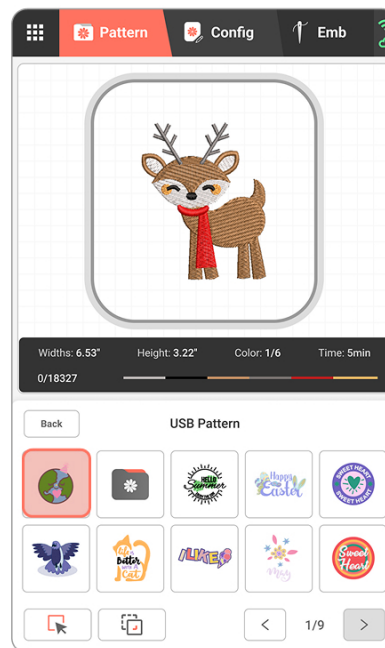 Pattern
Config
Emb
Widths: 6.53"
Height: 3.22"
Color: 1/6
Time: 5min
0/18327
Back
USB Pattern
HELLO
Summer
Happy
Easter
SWEET HEART
SWEET HEART
Life is
Better
WITH A
Cat
I LIKE
May
Sweet
Heart
1/9